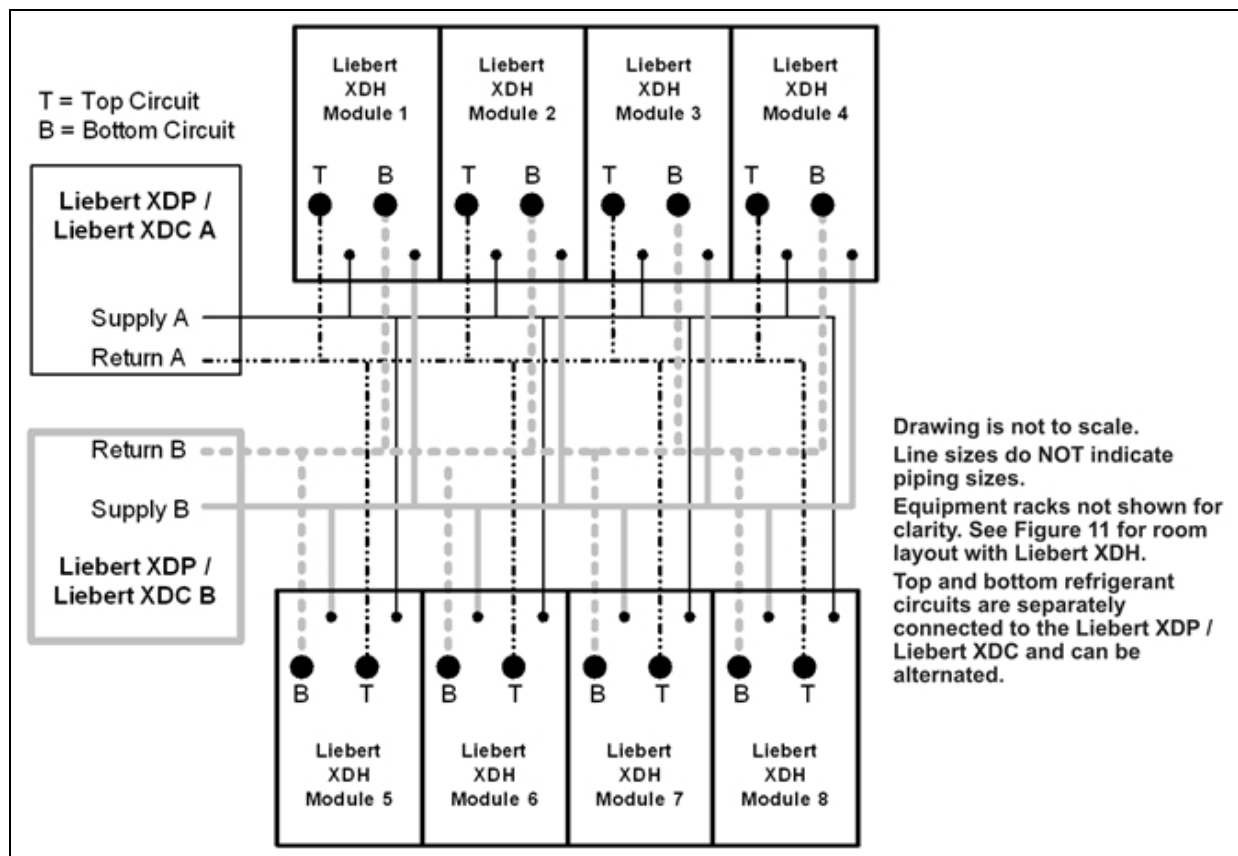 T = Top Circuit
B = Bottom Circuit
Liebert XDP /
Liebert XDC A
Supply A
Return A
Return B
Supply B
Liebert XDP /
Liebert XDC B
Liebert
XDH
Module 1
T B
Liebert
XDH
Module 2
T B
Liebert
XDH
Module 3
T B
Liebert
XDH
Module 4
T B
B T
Liebert
XDH
Module 5
B T
Liebert
XDH
Module 6
B T
Liebert
XDH
Module 7
B T
Liebert
XDH
Module 8
Drawing is not to scale.
Line sizes do NOT indicate
piping sizes.
Equipment racks not shown for
clarity. See Figure 11 for room
layout with Liebert XDH.
Top and bottom refrigerant
circuits are separately
connected to the Liebert XDP /
Liebert XDC and can be
alternated.